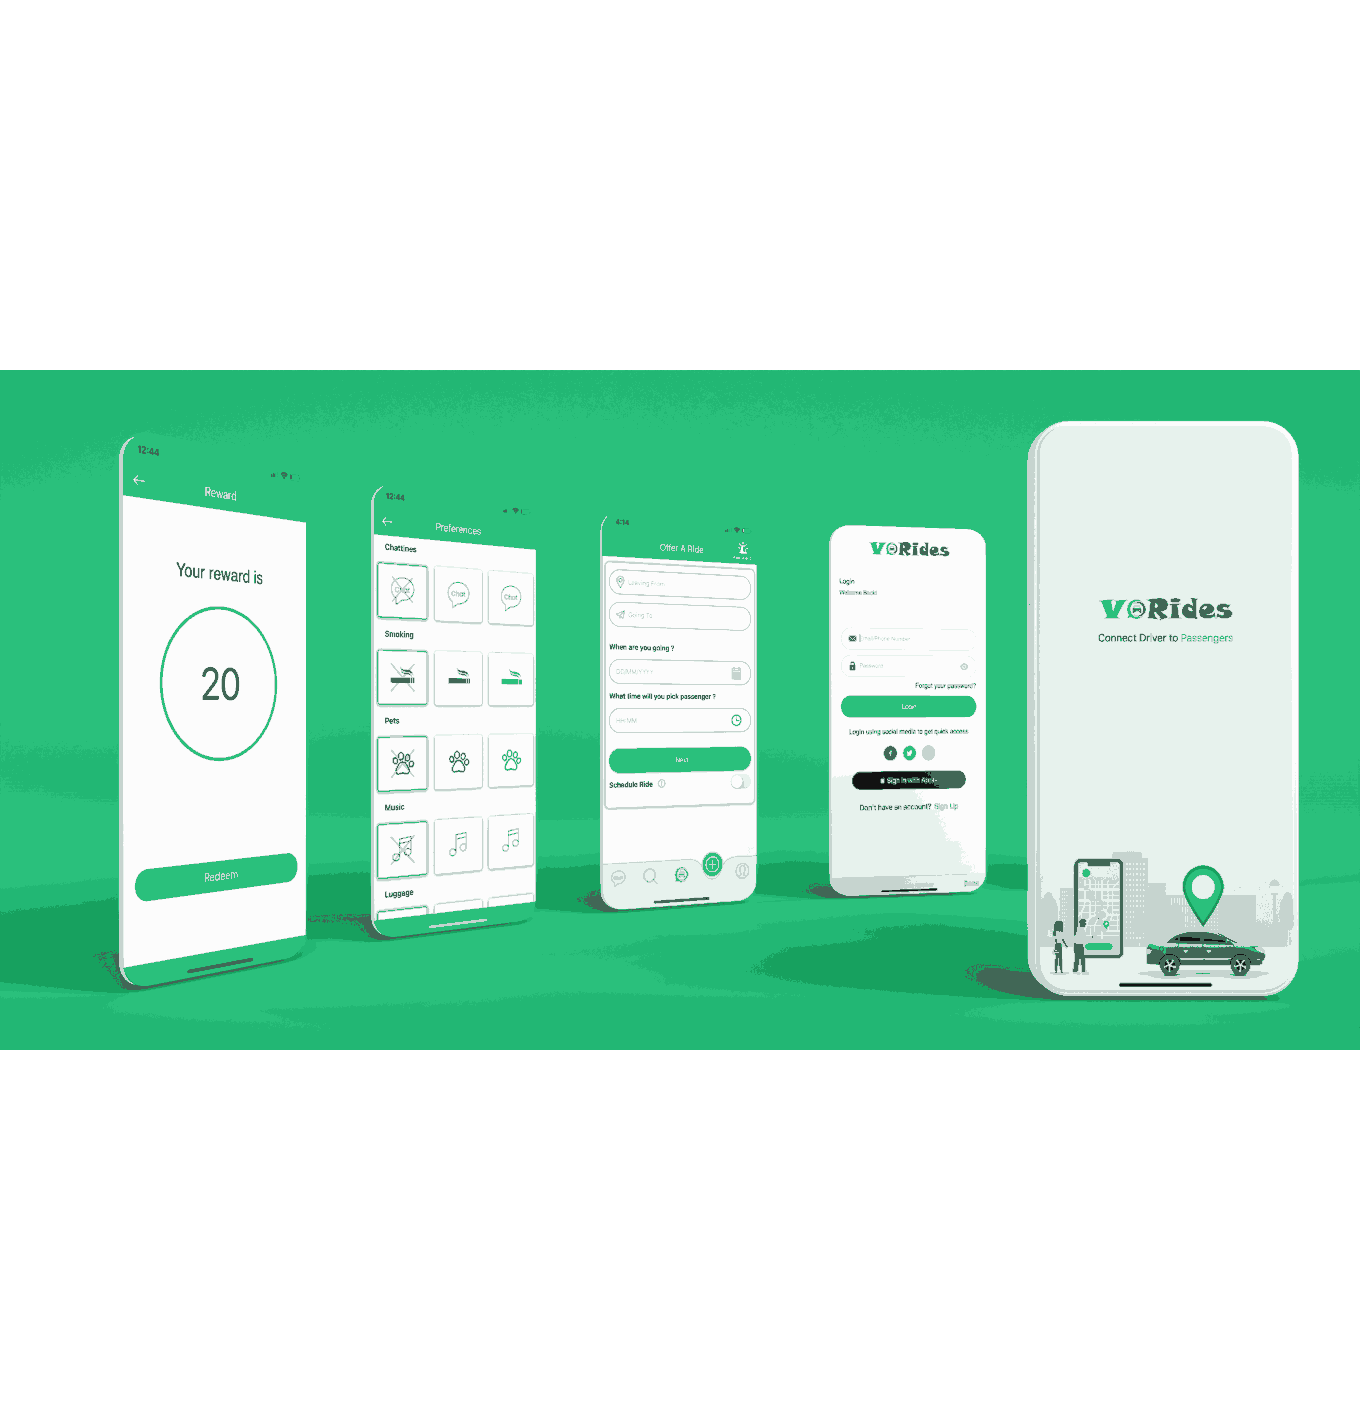 12:44
Reward
Your reward is
20
Redeem
12:44
Preferences
Chattines
Chat
Chat
Chat
Smoking
Pets
Music
Luggage
4:14
Offer A Ride
Leaving From
Going To
When are you going ?
DD/MM/YYYY
What time will you pick passenger ?
HH:MM
Next
Schedule Ride
VORides
Login
Welcome Back!
Email/Phone Number
Password
Forgot your password?
Login
Login using social media to get quick access
f
Sign in with Apple
Don't have an account? Sign Up
VORides
Connect Driver to Passengers